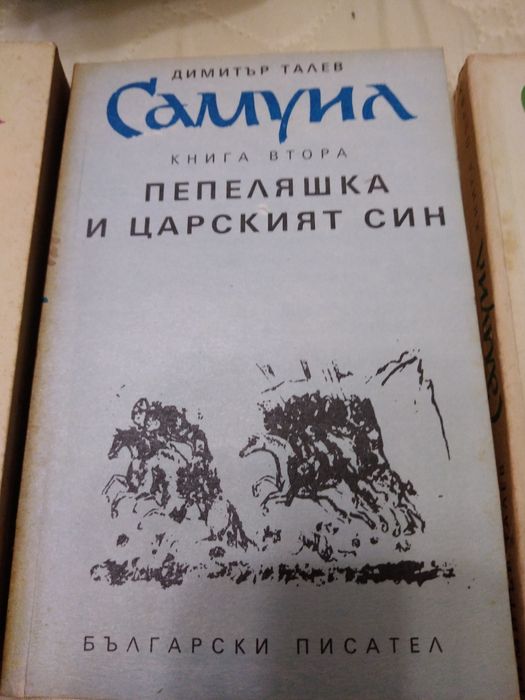 ДИМИТЪР ТАЛЕВ
Самуил
КНИГА ВТОРА
ПЕПЕЛЯШКА
И ЦАРСКИЯТ СИН
БЪЛГАРСКИ ПИСАТЕЛ